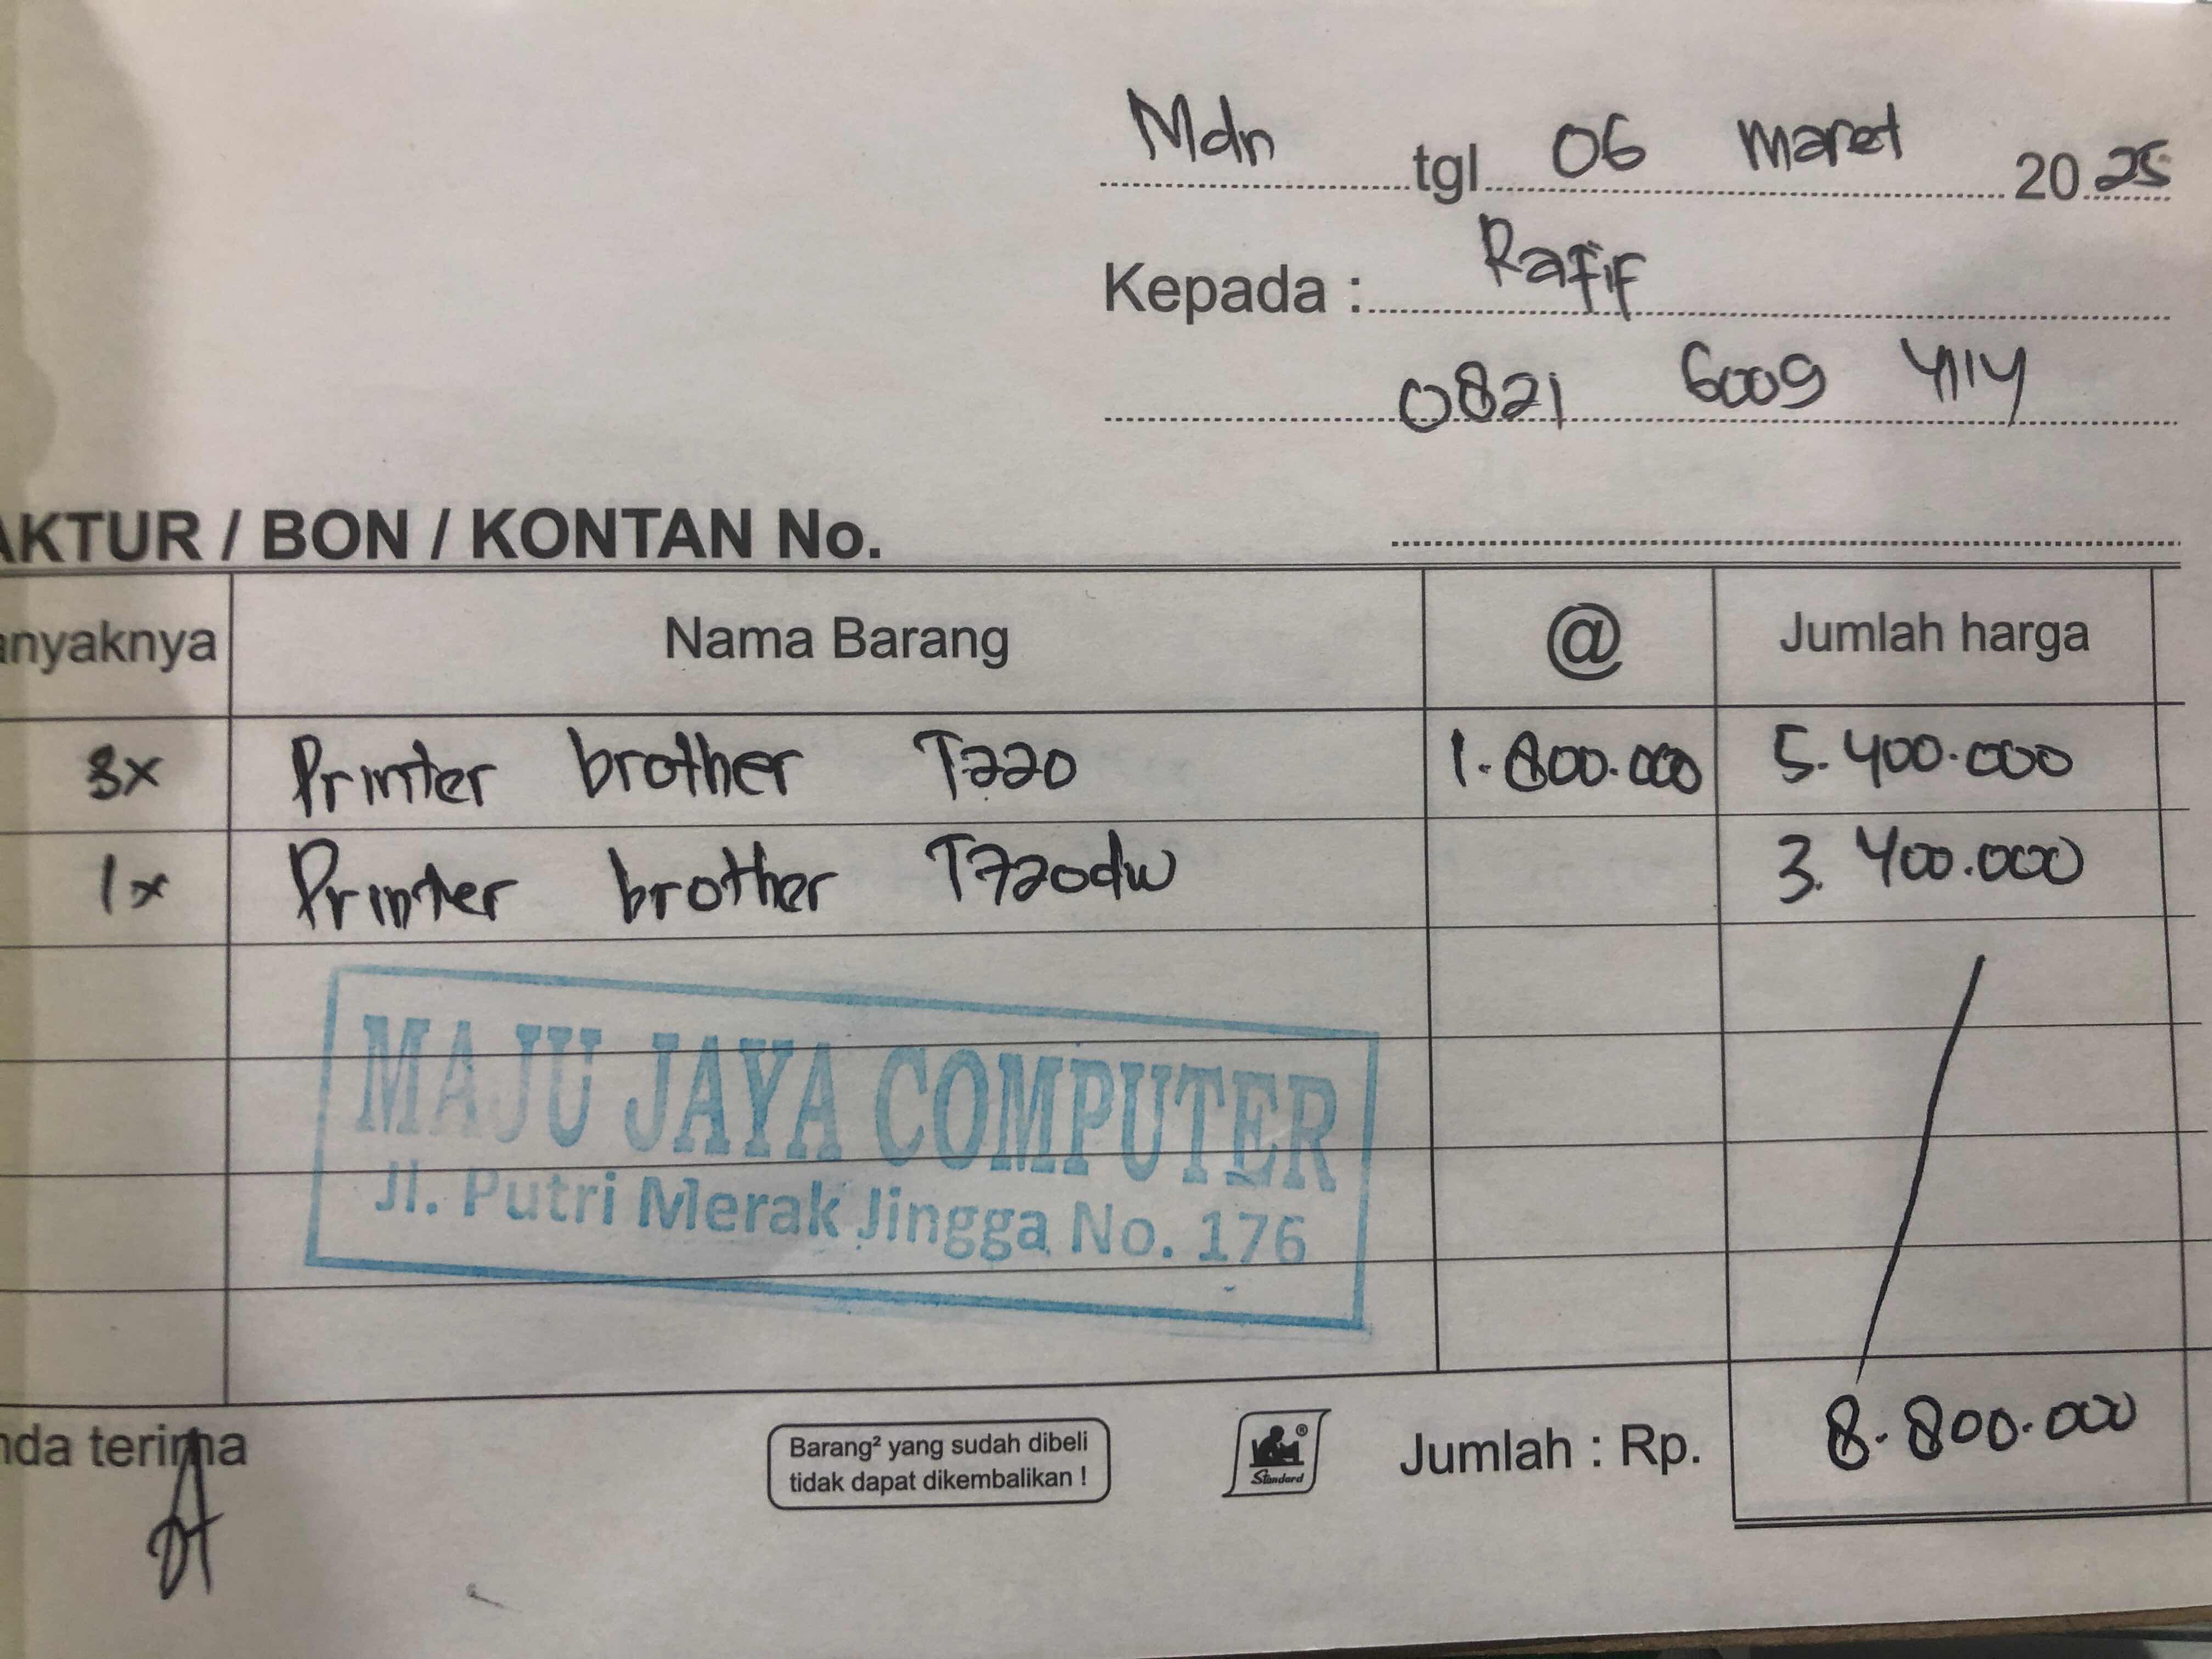 Mdn tgl 06 maret 2025
Kepada : Rafif
0821 6009 4114
AKTUR / BON / KONTAN No.
anyaknya Nama Barang @ Jumlah harga
3x Printer brother T220 1.800.000 5.400.000
1x Printer brother T720dw 3.400.000
MAJU JAYA COMPUTER
Jl. Putri Merak Jingga No. 176
nda terima
Barang² yang sudah dibeli
tidak dapat dikembalikan !
Standard ®
Jumlah : Rp. 8.800.000